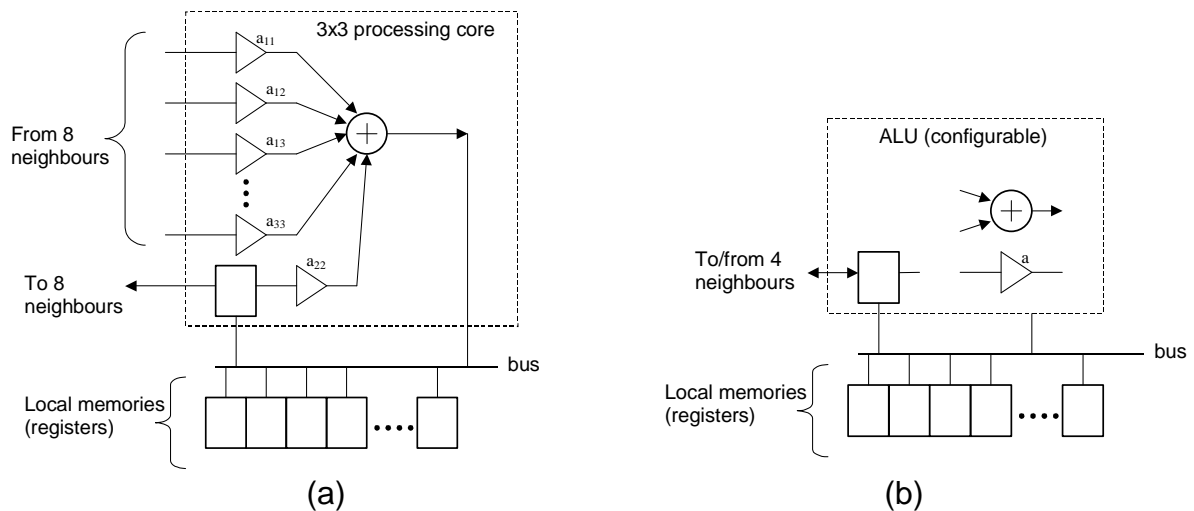 3x3 processing core
a11
a12
a13
a33
a22
From 8
neighbours
To 8
neighbours
bus
Local memories
(registers)
(a)
ALU (configurable)
a
To/from 4
neighbours
bus
Local memories
(registers)
(b)